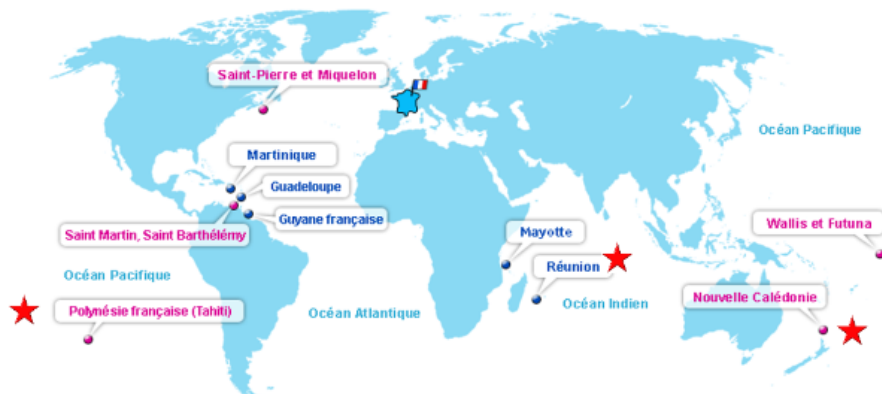 Saint-Pierre et Miquelon
Océan Pacifique
Martinique
Guadeloupe
Guyane française
Saint Martin, Saint Barthélémy
Wallis et Futuna
Mayotte
Réunion
Océan Pacifique
Océan Indien
Nouvelle Calédonie
Polynésie française (Tahiti)
Océan Atlantique